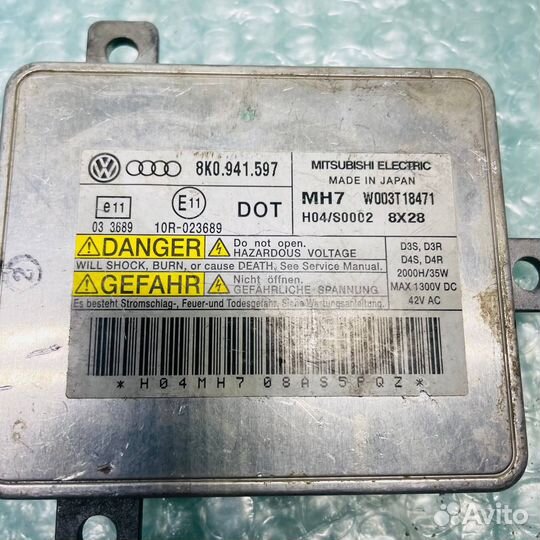 8K0.941.597
MITSUBISHI ELECTRIC
MADE IN JAPAN
e11
E11
DOT
MH7 W003T18471
03 3689
10R-023689
H04/S0002 8X28
DANGER
Do not open.
HAZARDOUS VOLTAGE
WILL SHOCK, BURN, or cause DEATH. See Service Manual.
GEFAHR
Nicht öffnen.
GEFÄHRLICHE SPANNUNG
Es besteht Stromschlag-, Feuer-und Todesgefahr, Siehe Wartungsanleitung.
D3S, D3R
D4S, D4R
2000H/35W
MAX 1300V DC
42V AC
*H04MH708AS5PQZ*
2
Avito